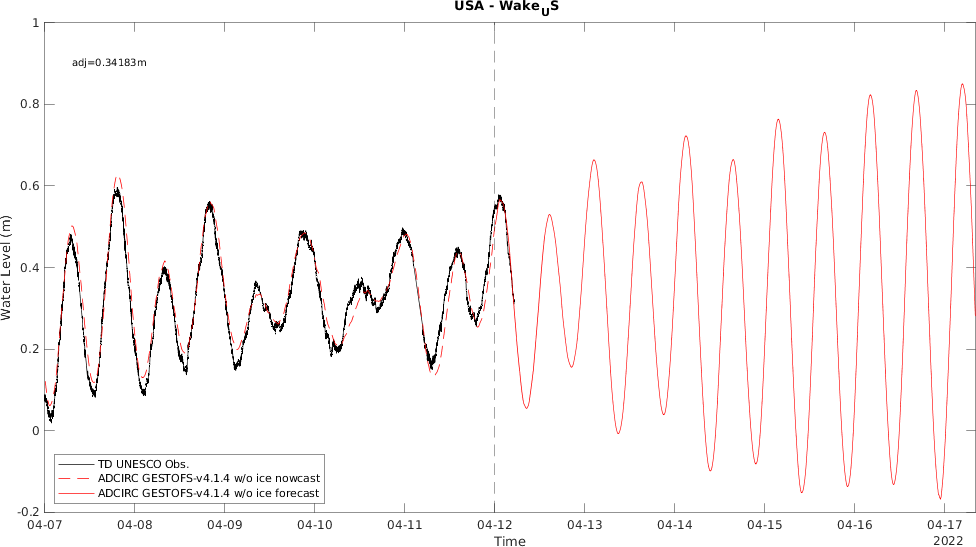 USA - WakeUS
adj=0.34183m
Water Level (m)
1
0.8
0.6
0.4
0.2
0
-0.2
TD UNESCO Obs.
ADCIRC GESTOFS-v4.1.4 w/o ice nowcast
ADCIRC GESTOFS-v4.1.4 w/o ice forecast
04-07 04-08 04-09 04-10 04-11 04-12 04-13 04-14 04-15 04-16 04-17
Time
2022